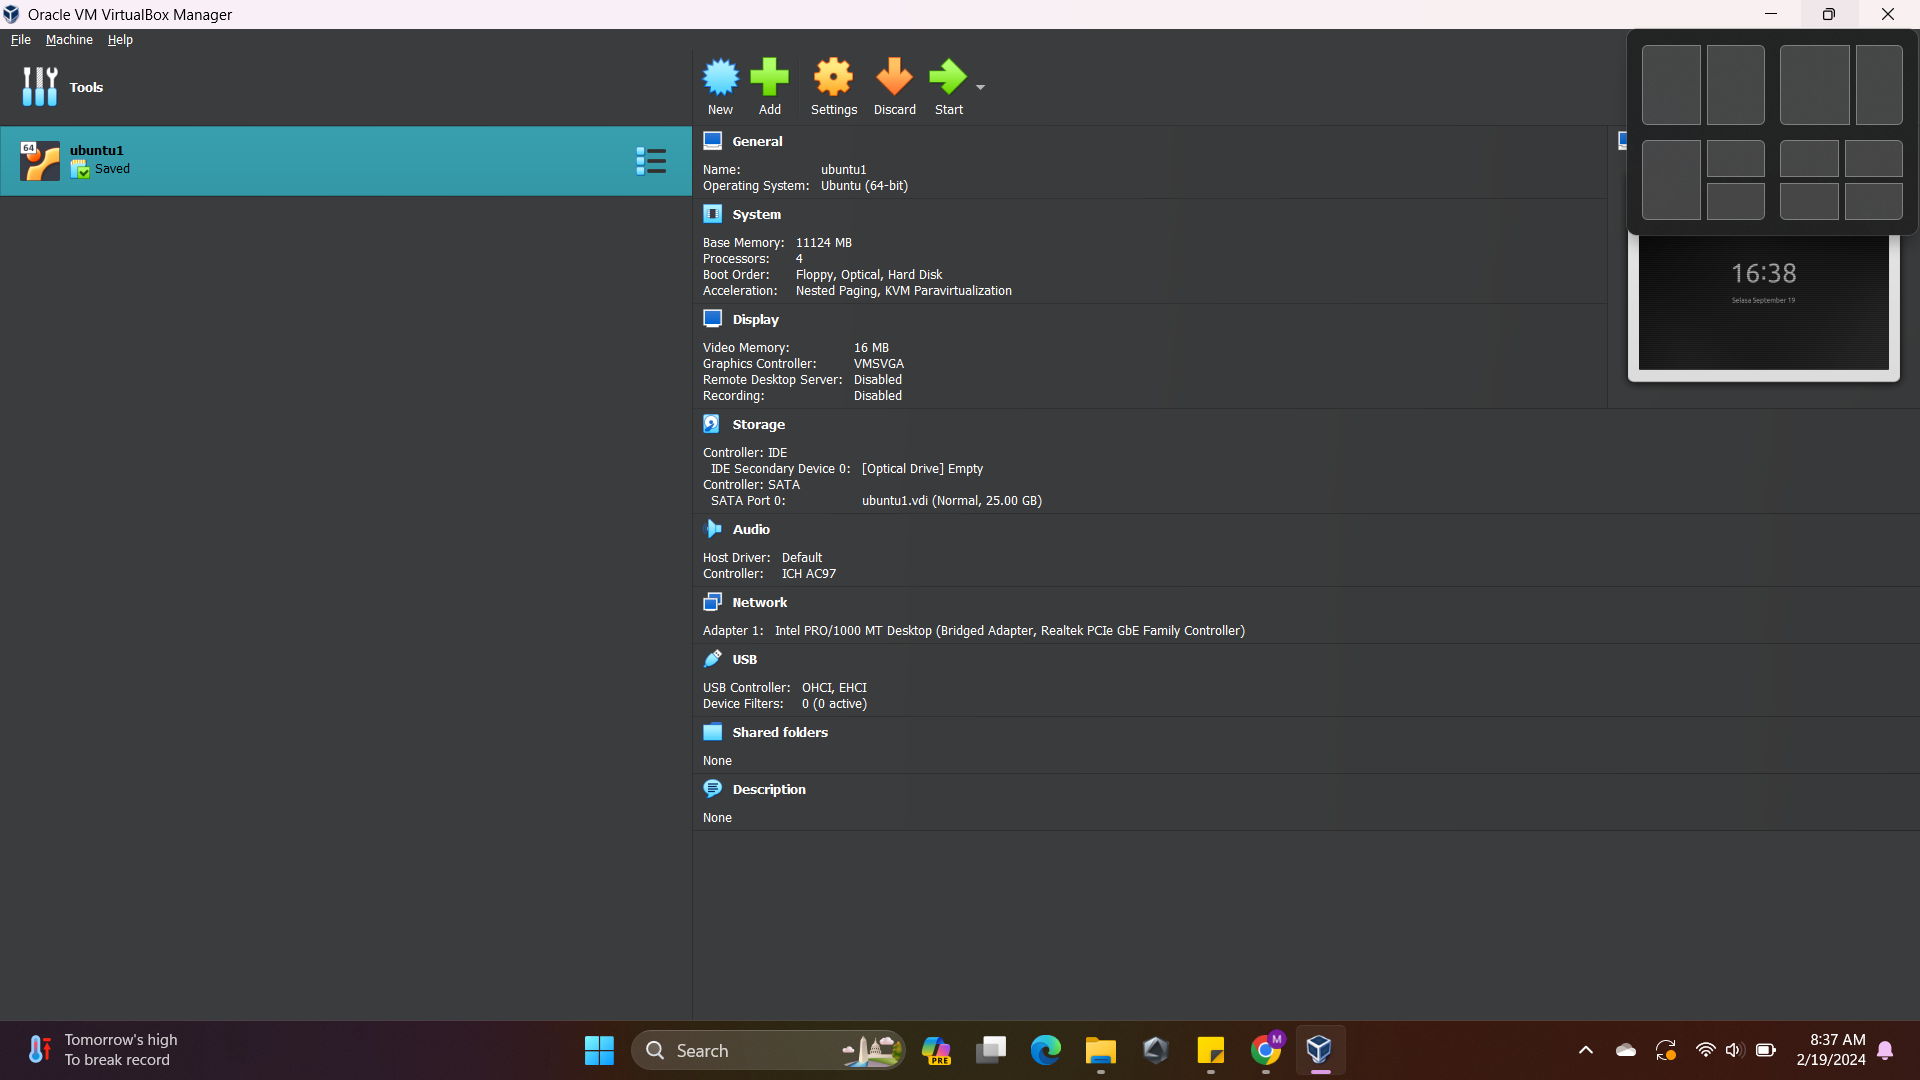 Oracle VM VirtualBox Manager
File Machine Help
Tools
New Add Settings Discard Start
64
ubuntu1
Saved
General
Name: ubuntu1
Operating System: Ubuntu (64-bit)
System
Base Memory: 11124 MB
Processors: 4
Boot Order: Floppy, Optical, Hard Disk
Acceleration: Nested Paging, KVM Paravirtualization
16:38
Selasa September 19
Display
Video Memory: 16 MB
Graphics Controller: VMSVGA
Remote Desktop Server: Disabled
Recording: Disabled
Storage
Controller: IDE
IDE Secondary Device 0: [Optical Drive] Empty
Controller: SATA
SATA Port 0: ubuntu1.vdi (Normal, 25.00 GB)
Audio
Host Driver: Default
Controller: ICH AC97
Network
Adapter 1: Intel PRO/1000 MT Desktop (Bridged Adapter, Realtek PCIe GbE Family Controller)
USB
USB Controller: OHCI, EHCI
Device Filters: 0 (0 active)
Shared folders
None
Description
None
Tomorrow's high
To break record
Search
PRE
M
8:37 AM
2/19/2024